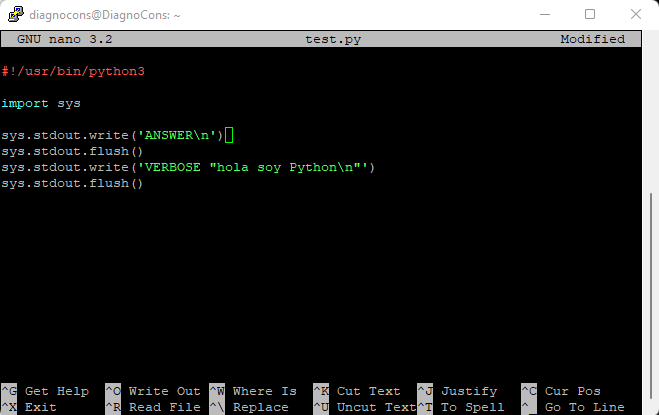 diagnocons@DiagnoCons: ~
GNU nano 3.2 test.py Modified
#!/usr/bin/python3
import sys
sys.stdout.write('ANSWER\n')
sys.stdout.flush()
sys.stdout.write('VERBOSE "hola soy Python\n"')
sys.stdout.flush()
^G Get Help ^O Write Out ^W Where Is ^K Cut Text ^J Justify ^C Cur Pos
^X Exit ^R Read File ^\ Replace ^U Uncut Text ^T To Spell ^_ Go To Line